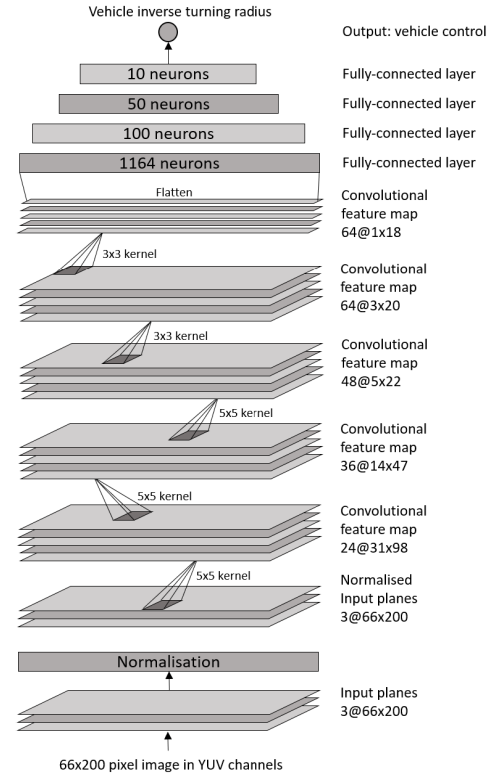 Vehicle inverse turning radius
Output: vehicle control
10 neurons
Fully-connected layer
50 neurons
Fully-connected layer
100 neurons
Fully-connected layer
1164 neurons
Fully-connected layer
Flatten
Convolutional
feature map
64@1x18
3x3 kernel
Convolutional
feature map
64@3x20
3x3 kernel
Convolutional
feature map
48@5x22
5x5 kernel
Convolutional
feature map
36@14x47
5x5 kernel
Convolutional
feature map
24@31x98
5x5 kernel
Normalised
Input planes
3@66x200
Normalisation
Input planes
3@66x200
66x200 pixel image in YUV channels